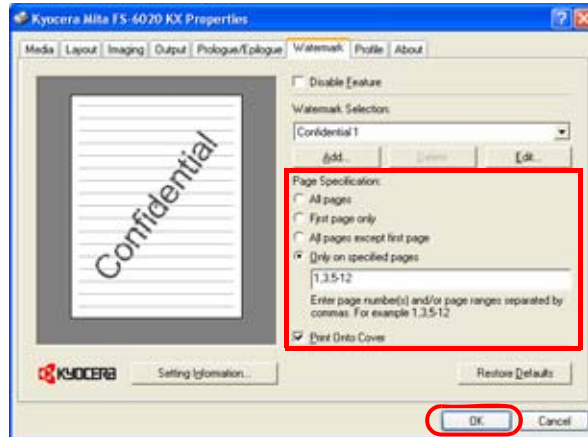 Kyocera Mita FS-6020 KX Properties
Media Layout Imaging Output Prologue/Epilogue Watermark Profile About
Confidential
Disable Feature
Watermark Selection:
Confidential 1
Add... Delete Edit...
Page Specification:
All pages
First page only
All pages except first page
Only on specified pages
1,3,5-12
Enter page number(s) and/or page ranges separated by
commas. For example 1,3,5-12
Print Onto Cover
KYOCERA Setting Information... Restore Defaults
OK Cancel